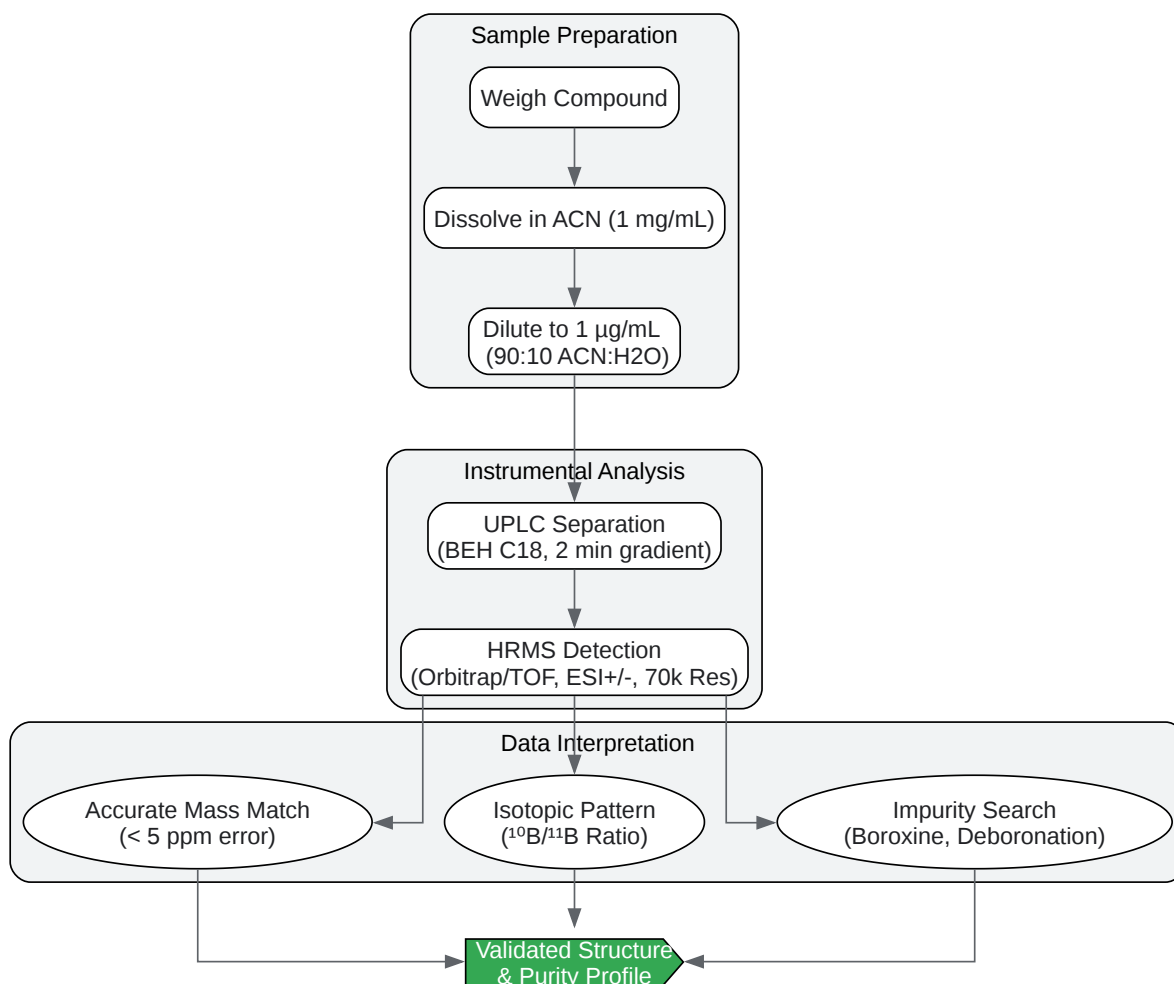 Sample Preparation
Weigh Compound
Dissolve in ACN (1 mg/mL)
Dilute to 1 µg/mL
(90:10 ACN:H2O)
Instrumental Analysis
UPLC Separation
(BEH C18, 2 min gradient)
HRMS Detection
(Orbitrap/TOF, ESI+/-, 70k Res)
Data Interpretation
Accurate Mass Match
(< 5 ppm error)
Isotopic Pattern
(¹⁰B/¹¹B Ratio)
Impurity Search
(Boroxine, Deboronation)
Validated Structure
& Purity Profile